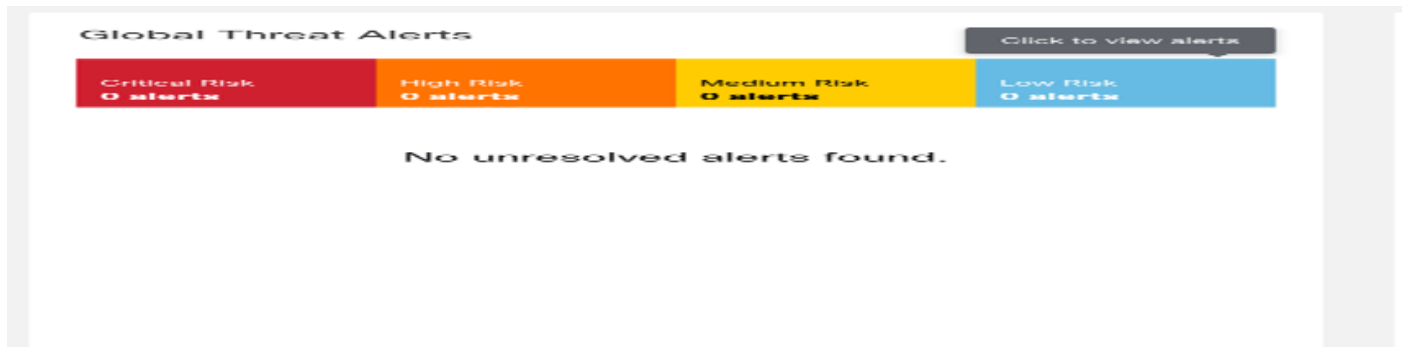 Global Threat Alerts
Click to view alerts
Critical Risk
0 alerts
High Risk
0 alerts
Medium Risk
0 alerts
Low Risk
0 alerts
No unresolved alerts found.